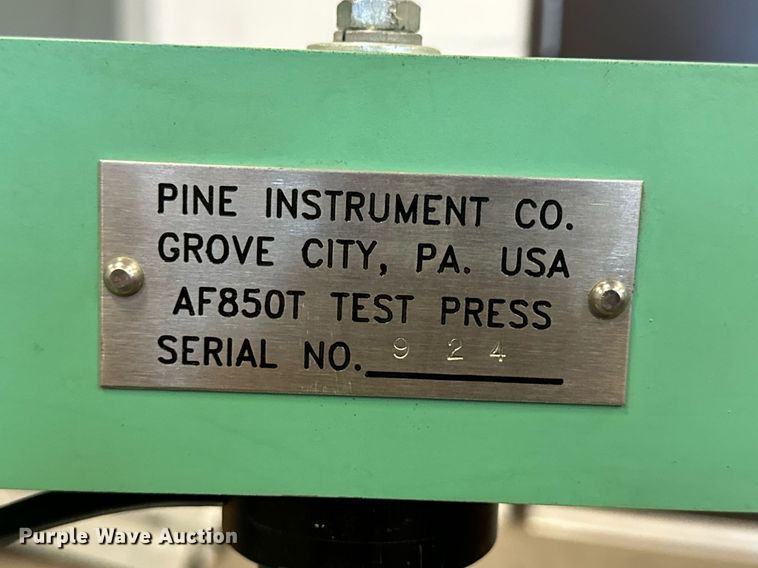 PINE INSTRUMENT CO.
GROVE CITY, PA. USA
AF850T TEST PRESS
SERIAL NO. 9 2 4
Purple Wave Auction